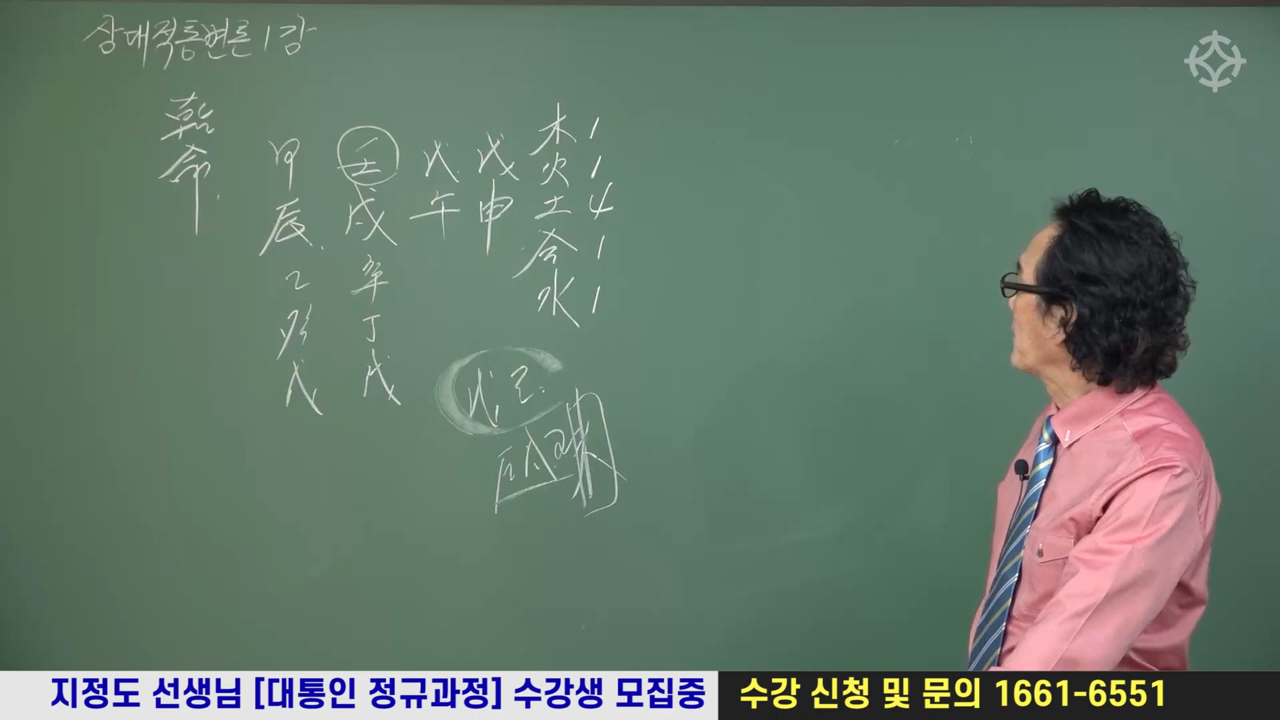 상대적통변론 1강
乾命
甲 壬 戊 戊
辰 戌 午 申
乙 辛
癸 丁
戊 戊
木 1
火 1
土 4
金 1
水 1
戊 己
지정도 선생님 [대통인 정규과정] 수강생 모집중
수강 신청 및 문의 1661-6551